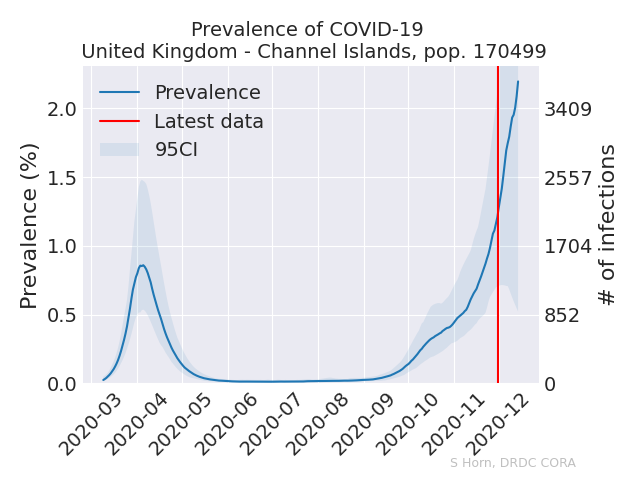 Prevalence of COVID-19
United Kingdom - Channel Islands, pop. 170499
Prevalence
Latest data
95CI
Prevalence (%)
2.0
1.5
1.0
0.5
0.0
3409
2557
1704
852
0
# of infections
2020-03
2020-04
2020-05
2020-06
2020-07
2020-08
2020-09
2020-10
2020-11
2020-12
S Horn, DRDC CORA